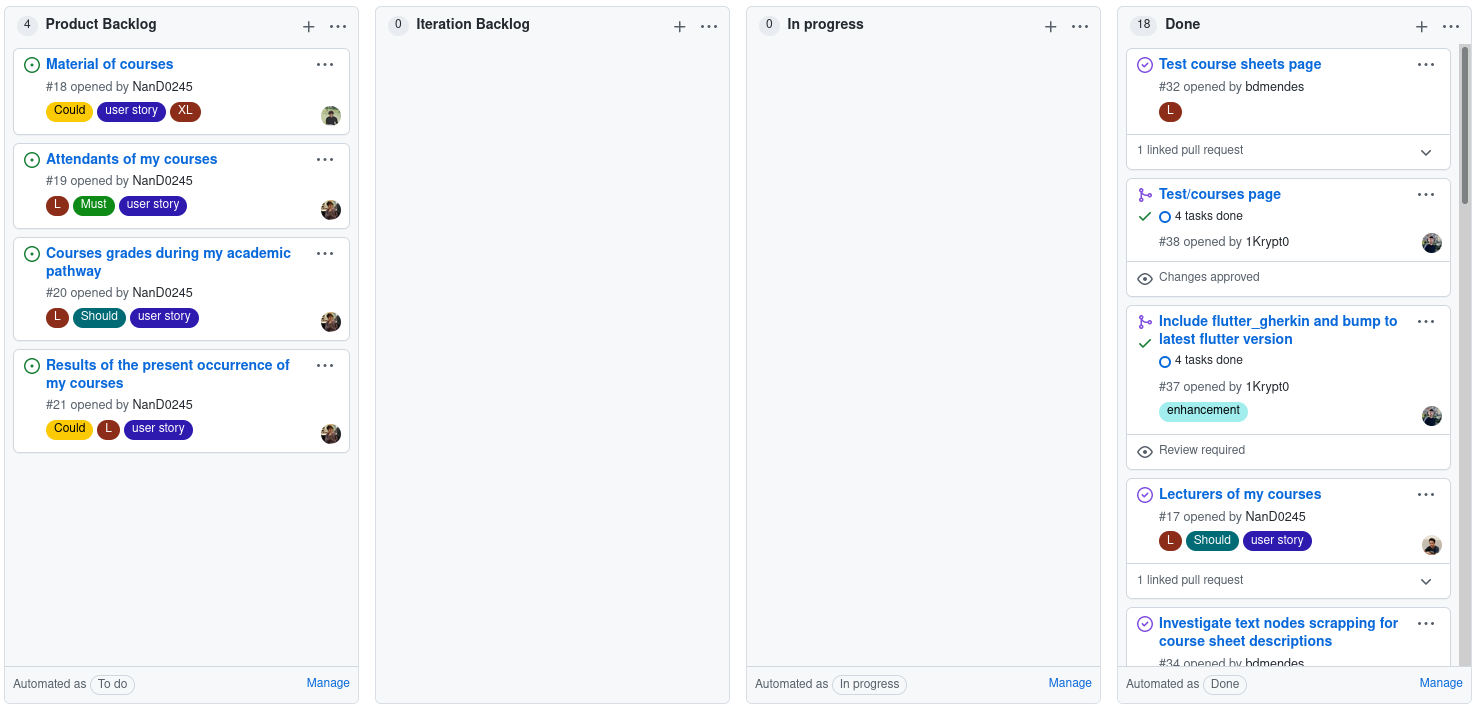 4 Product Backlog
Material of courses
#18 opened by NanD0245
Could user story XL
Attendants of my courses
#19 opened by NanD0245
L Must user story
Courses grades during my academic
pathway
#20 opened by NanD0245
L Should user story
Results of the present occurrence of
my courses
#21 opened by NanD0245
Could L user story
Automated as To do Manage
0 Iteration Backlog
0 In progress
Automated as In progress Manage
18 Done
Test course sheets page
#32 opened by bdmendes
L
1 linked pull request
Test/courses page
4 tasks done
#38 opened by 1Krypt0
Changes approved
Include flutter_gherkin and bump to
latest flutter version
4 tasks done
#37 opened by 1Krypt0
enhancement
Review required
Lecturers of my courses
#17 opened by NanD0245
L Should user story
1 linked pull request
Investigate text nodes scrapping for
course sheet descriptions
#34 opened by bdmendes
Automated as Done Manage